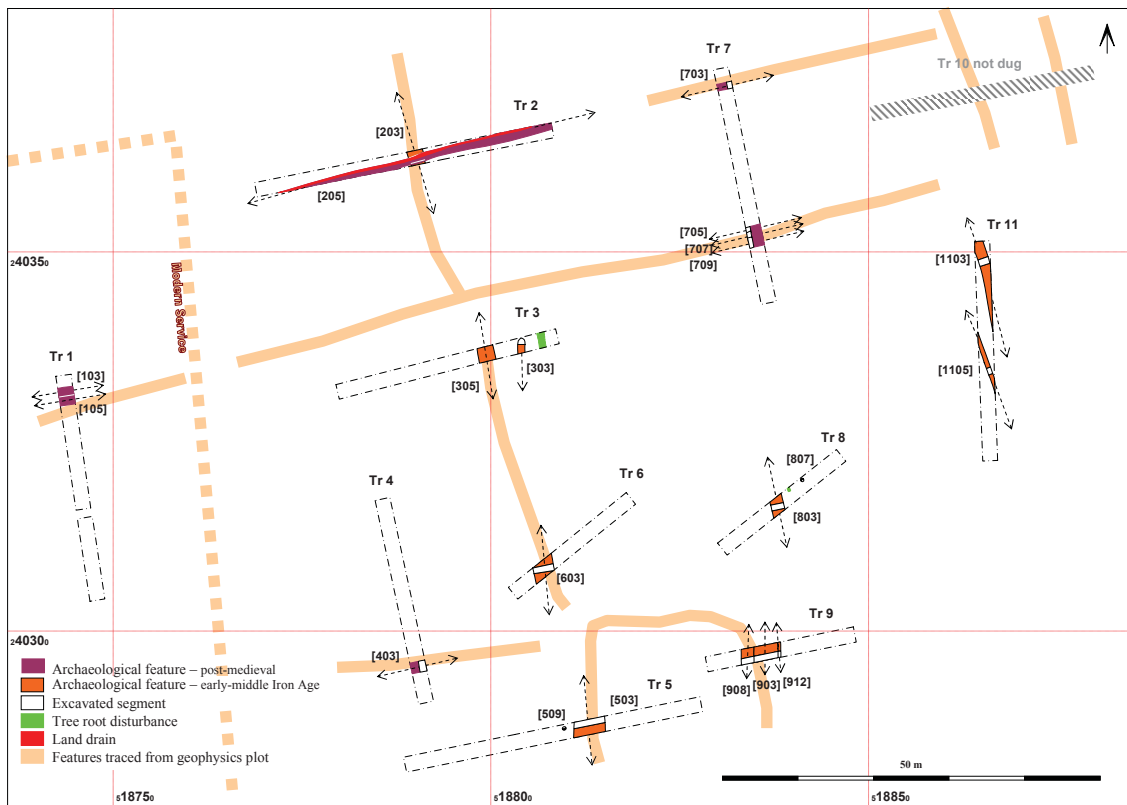 Tr 7
[703]
Tr 10 not dug
Tr 2
[203]
[205]
[705]
[707]
[709]
Tr 11
[1103]
24035⁰
Modern Service
Tr 3
[305]
[303]
Tr 1
[103]
[105]
[1105]
Tr 8
[807]
[803]
Tr 4
Tr 6
[603]
24030⁰
[403]
Tr 9
[908]
[903]
[912]
Tr 5
[503]
[509]
Archaeological feature – post-medieval
Archaeological feature – early-middle Iron Age
Excavated segment
Tree root disturbance
Land drain
Features traced from geophysics plot
50 m
51875⁰
51880⁰
51885⁰